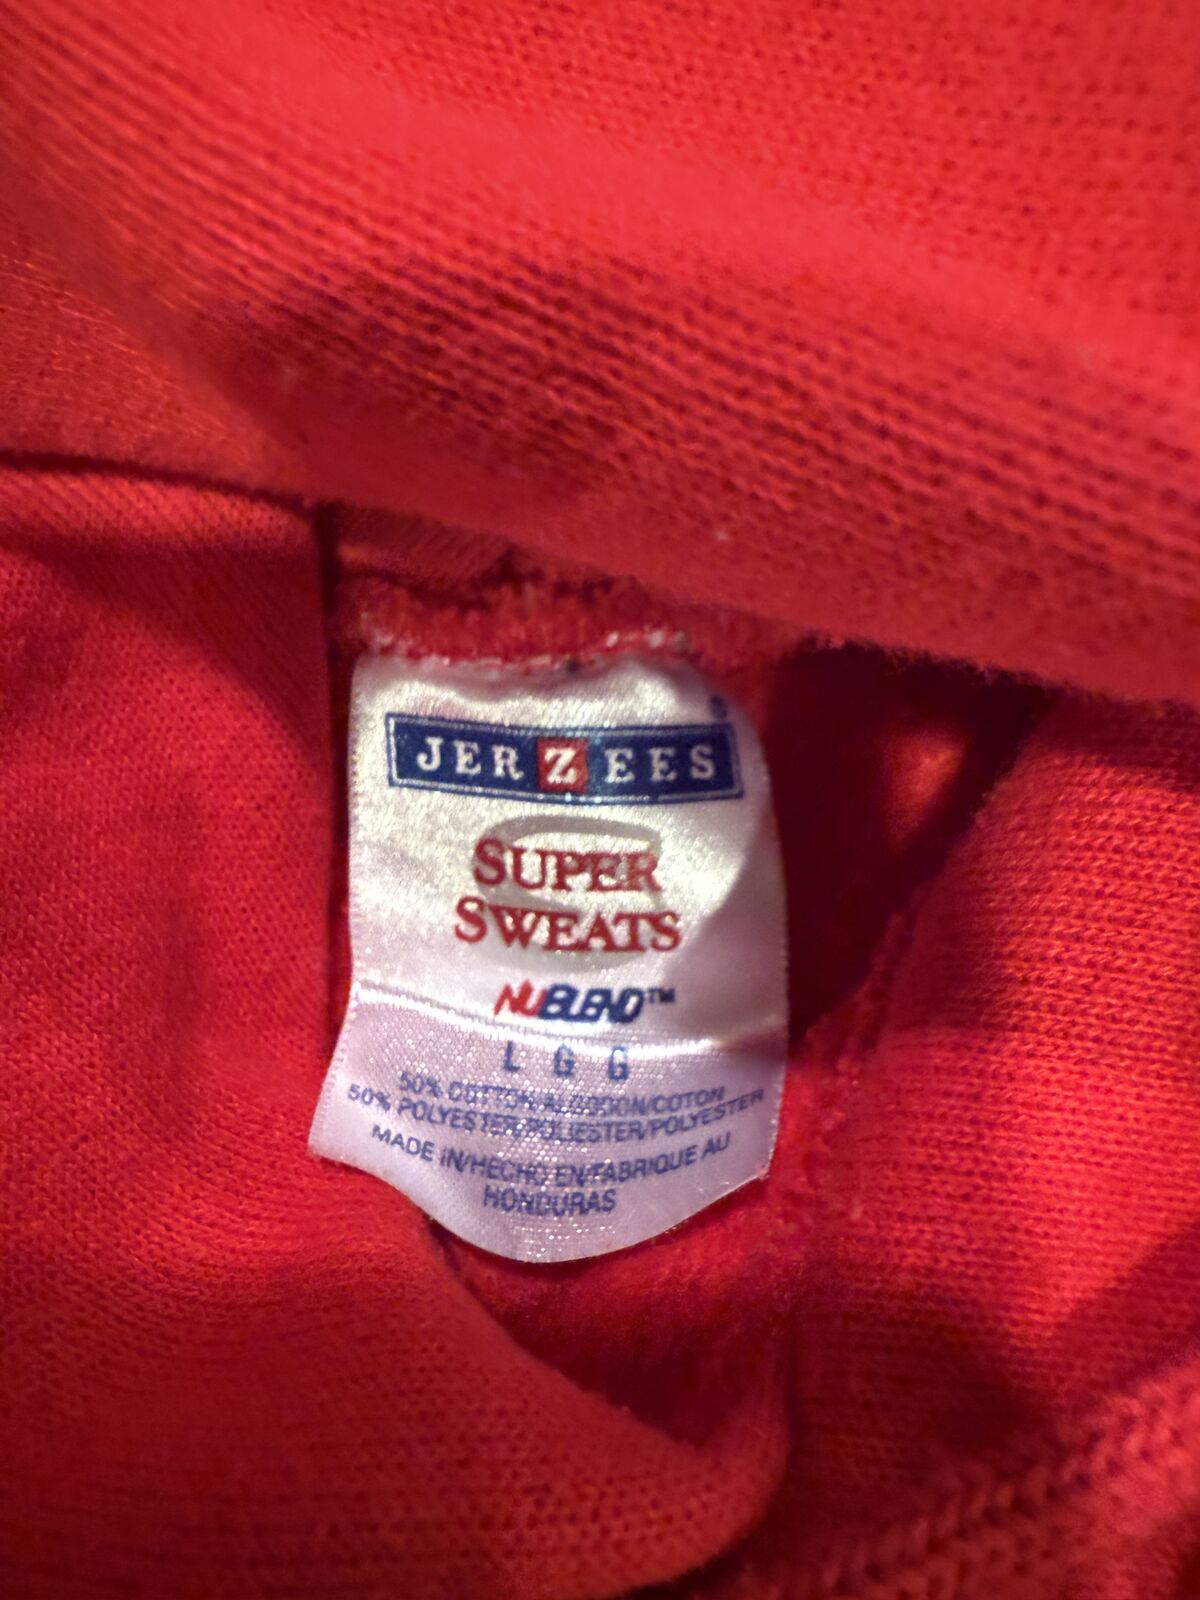 JERZEES
SUPER
SWEATS
NUBLEND™
L G G
50% COTTON/ALGODON/COTON
50% POLYESTER/POLIESTER/POLYESTER
MADE IN/HECHO EN/FABRIQUE AU
HONDURAS